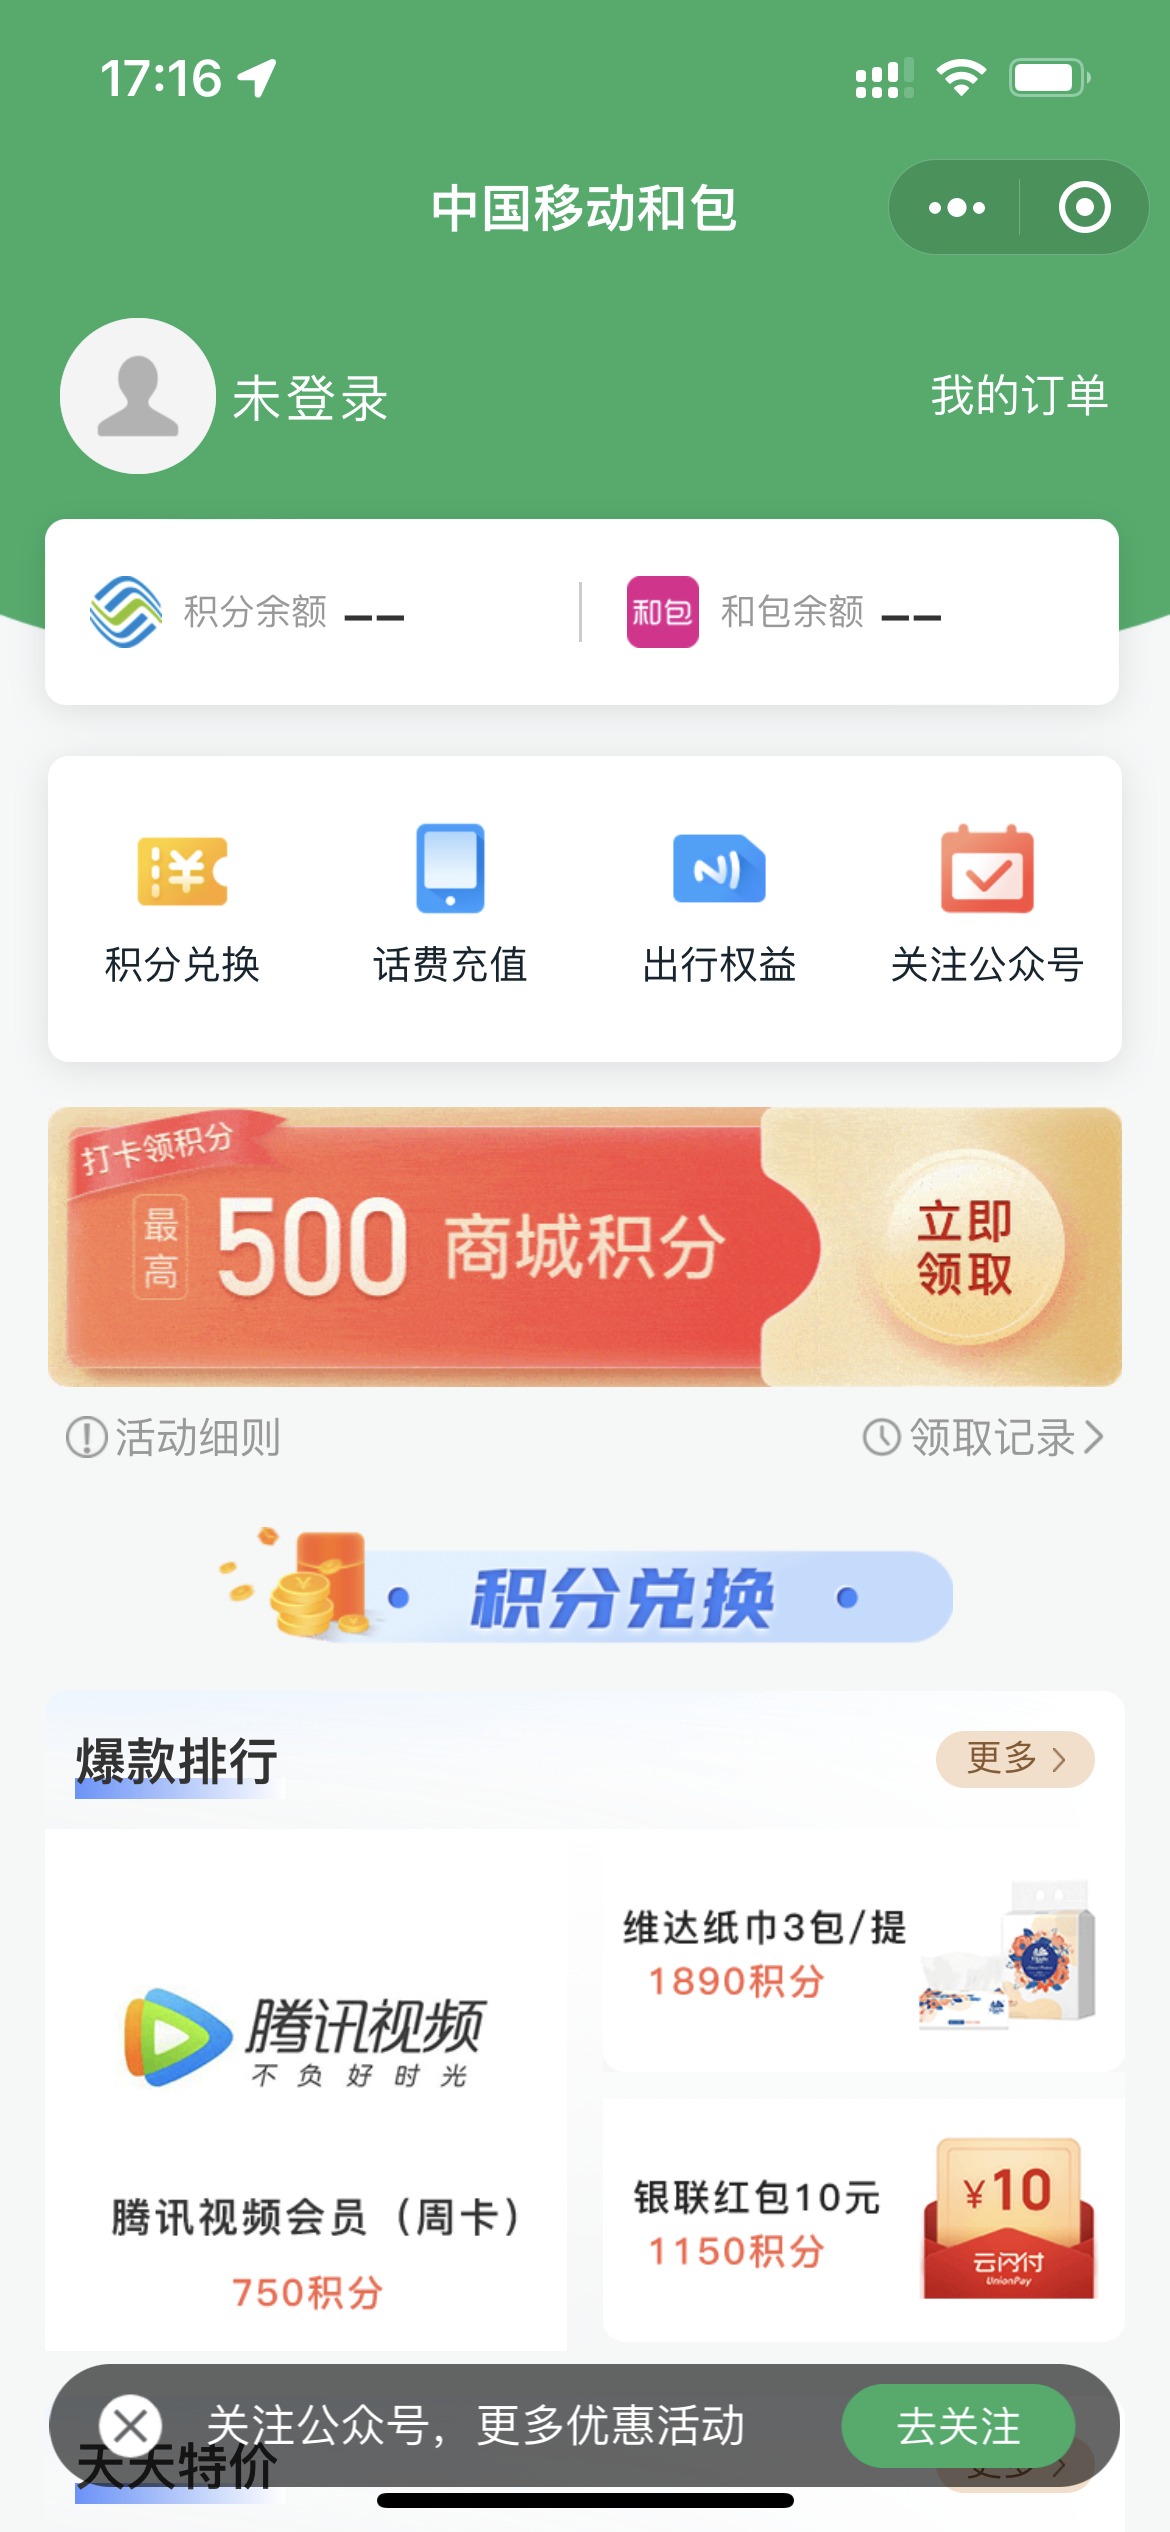 17:16
中国移动和包
未登录
我的订单
积分余额 --
和包
和包余额 --
积分兑换
话费充值
出行权益
关注公众号
打卡领积分
最高
500 商城积分
立即
领取
活动细则
领取记录
积分兑换
爆款排行
更多
腾讯视频
不负好时光
腾讯视频会员（周卡）
750积分
维达纸巾3包/提
1890积分
银联红包10元
1150积分
¥10
云闪付
UnionPay
关注公众号，更多优惠活动
去关注
天天特价
更多